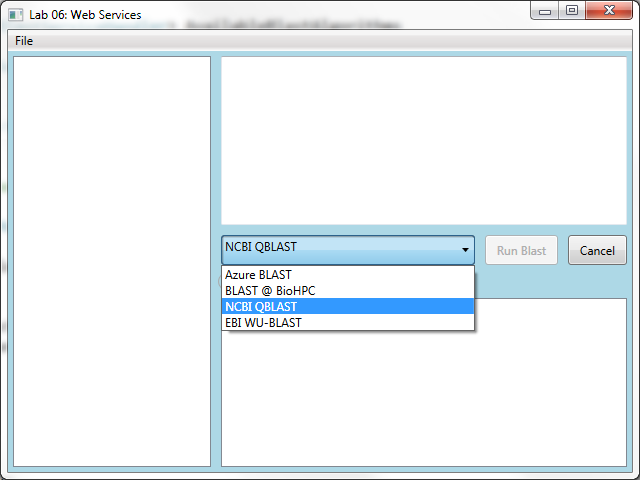 Lab 06: Web Services
File
NCBI QBLAST
Run Blast
Cancel
Azure BLAST
BLAST @ BioHPC
NCBI QBLAST
EBI WU-BLAST